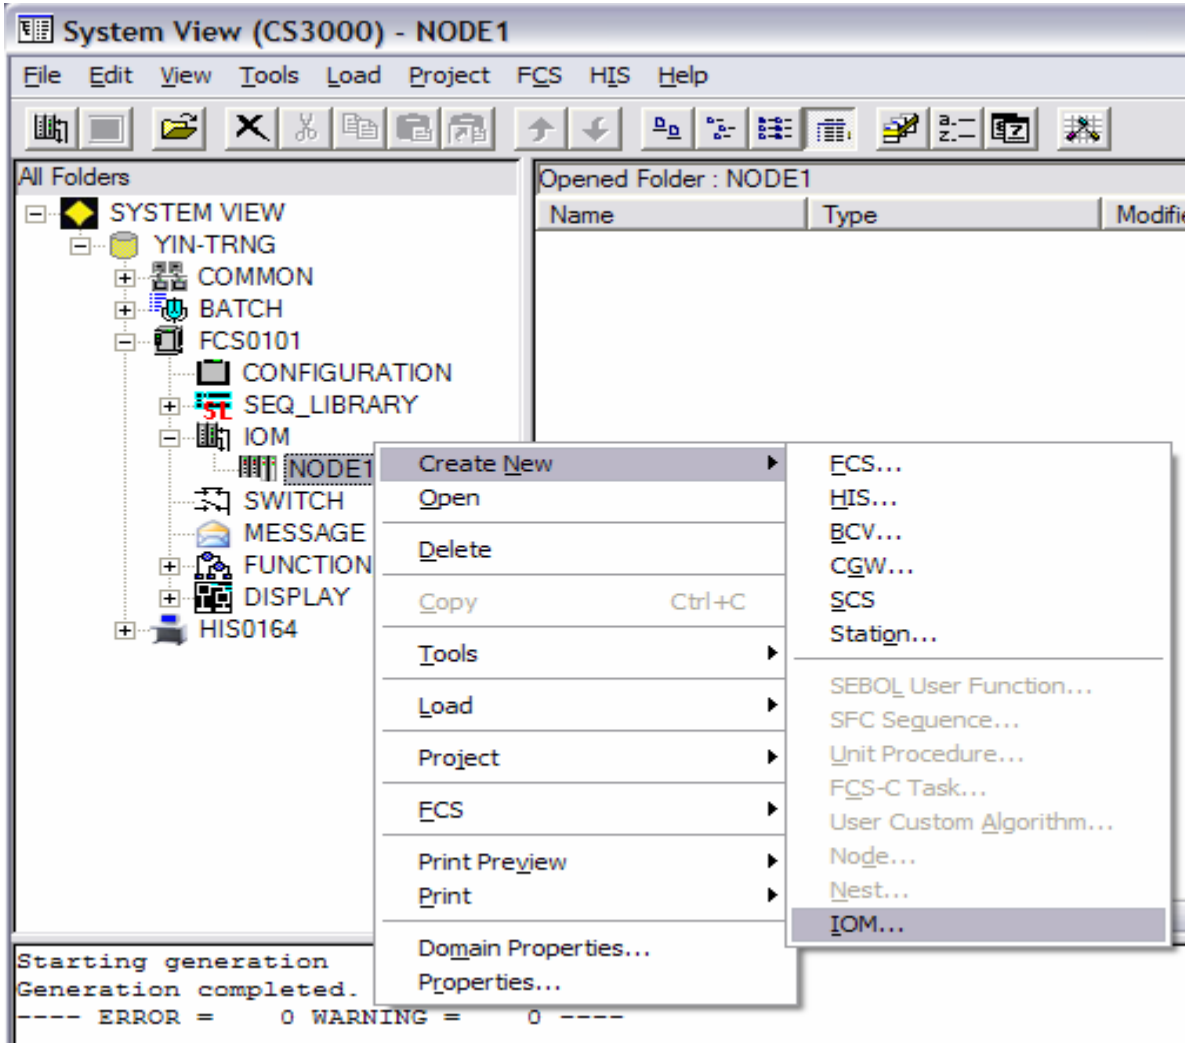 System View (CS3000) - NODE1
File Edit View Tools Load Project FCS HIS Help
All Folders
Opened Folder : NODE1
Name Type Modifie
SYSTEM VIEW
YIN-TRNG
COMMON
BATCH
FCS0101
CONFIGURATION
SEQ_LIBRARY
IOM
NODE1
SWITCH
MESSAGE
FUNCTION
DISPLAY
HIS0164
Create New
Open
Delete
Copy Ctrl+C
Tools
Load
Project
FCS
Print Preview
Print
Domain Properties...
Properties...
FCS...
HIS...
BCV...
CGW...
SCS
Station...
SEBOL User Function...
SFC Sequence...
Unit Procedure...
FCS-C Task...
User Custom Algorithm...
Node...
Nest...
IOM...
Starting generation
Generation completed.
---- ERROR = 0 WARNING = 0 ----